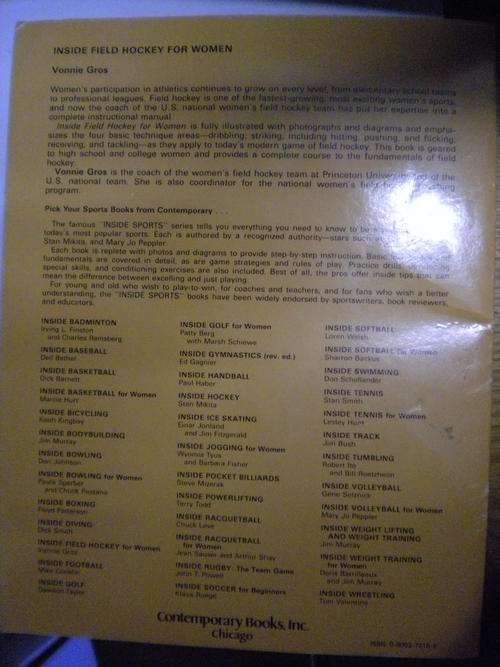 INSIDE FIELD HOCKEY FOR WOMEN
Vonnie Gros
Women's participation in athletics continues to grow on every level, from elementary school teams
to professional leagues. Field hockey is one of the fastest-growing, most exciting women's sports,
and now the coach of the U.S. national women's field hockey team has put her expertise into a
complete instructional manual.
Inside Field Hockey for Women is fully illustrated with photographs and diagrams and empha-
sizes the four basic technique areas—dribbling; striking, including hitting, pushing, and flicking;
receiving; and tackling—as they apply to today's modern game of field hockey. This book is geared
to high school and college women and provides a complete course to the fundamentals of field
hockey.
Vonnie Gros is the coach of the women's field hockey team at Princeton University and of the
U.S. national team. She is also coordinator for the national women's field
program.
Pick Your Sports Books from Contemporary . . .
The famous "INSIDE SPORTS" series tells you everything you need to know to
today's most popular sports. Each is authored by a recognized authority—stars such
Stan Mikita, and Mary Jo Peppler.
Each book is replete with photos and diagrams to provide step-by-step instruction. Basic
fundamentals are covered in detail, as are game strategies and rules of play. Practice drills,
special skills, and conditioning exercises are also included. Best of all, the pros offer inside tips that can
mean the difference between excelling and just playing.
For young and old who wish to play-to-win, for coaches and teachers, and for fans who wish a better
understanding, the "INSIDE SPORTS" books have been widely endorsed by sportswriters, book reviewers,
and educators.
INSIDE BADMINTON
Irving L. Finston
and Charles Remsberg
INSIDE BASEBALL
Dell Bethel
INSIDE BASKETBALL
Dick Barnett
INSIDE BASKETBALL for Women
Marcia Hurt
INSIDE BICYCLING
Keith Kingbay
INSIDE BODYBUILDING
Jim Murray
INSIDE BOWLING
Don Johnson
INSIDE BOWLING for Women
Paula Sperber
and Chuck Pezzano
INSIDE BOXING
Floyd Patterson
INSIDE DIVING
Dick Smith
INSIDE FIELD HOCKEY for Women
Vonnie Gros
INSIDE FOOTBALL
Mike Condlar
INSIDE GOLF
Dawson Taylor
INSIDE GOLF for Women
Patty Berg
with Marsh Schiewe
INSIDE GYMNASTICS (rev. ed.)
Ed Gagnier
INSIDE HANDBALL
Paul Haber
INSIDE HOCKEY
Stan Mikita
INSIDE ICE SKATING
Einar Jonland
and Jim Fitzgerald
INSIDE JOGGING for Women
Wynmia Tyus
and Barbara Fisher
INSIDE POCKET BILLIARDS
Steve Mizerak
INSIDE POWERLIFTING
Terry Todd
INSIDE RACQUETBALL
Chuck Leve
INSIDE RACQUETBALL
for Women
Jean Sauser and Arthur Shay
INSIDE RUGBY: The Team Game
John T. Powell
INSIDE SOCCER for Beginners
Klaus Ruege
INSIDE SOFTBALL
Loren Walsh
INSIDE SOFTBALL for Women
Sharron Backus
INSIDE SWIMMING
Don Schollander
INSIDE TENNIS
Stan Smith
INSIDE TENNIS for Women
Lesley Hunt
INSIDE TRACK
Jon Bush
INSIDE TUMBLING
Robert Ito
and Bill Roetzheim
INSIDE VOLLEYBALL
Gene Selznick
INSIDE VOLLEYBALL for Women
Mary Jo Peppler
INSIDE WEIGHT LIFTING
AND WEIGHT TRAINING
Jim Murray
INSIDE WEIGHT TRAINING
for Women
Doris Barrilleaux
and Jim Murray
INSIDE WRESTLING
Tom Valentine
Contemporary Books, Inc.
Chicago
ISBN: